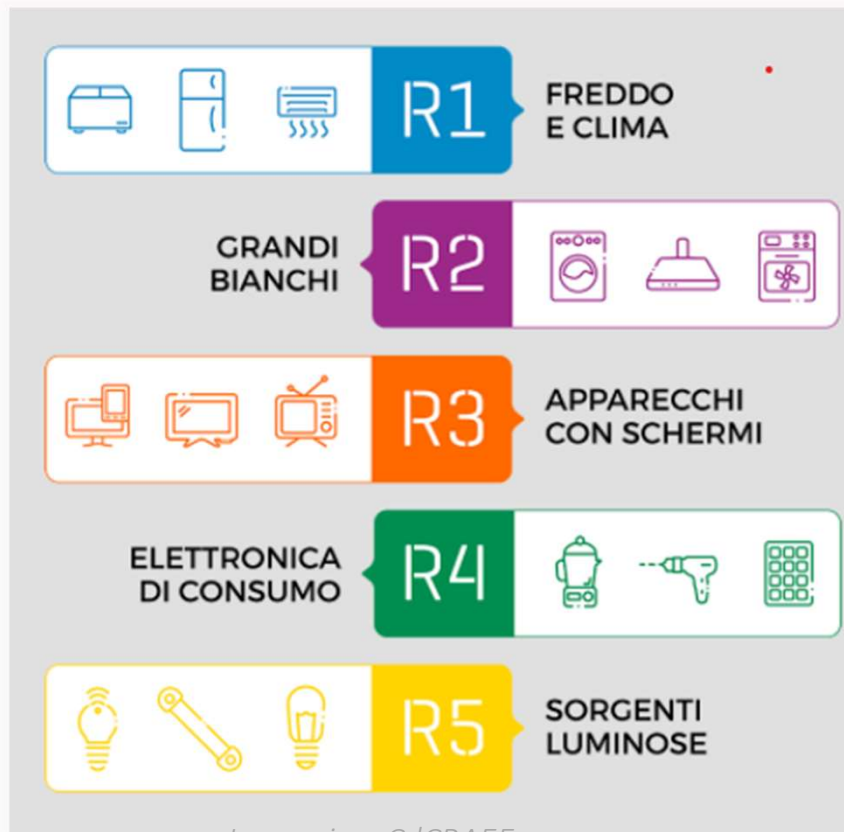 R1
FREDDO
E CLIMA
GRANDI
BIANCHI
R2
R3
APPARECCHI
CON SCHERMI
ELETTRONICA
DI CONSUMO
R4
R5
SORGENTI
LUMINOSE